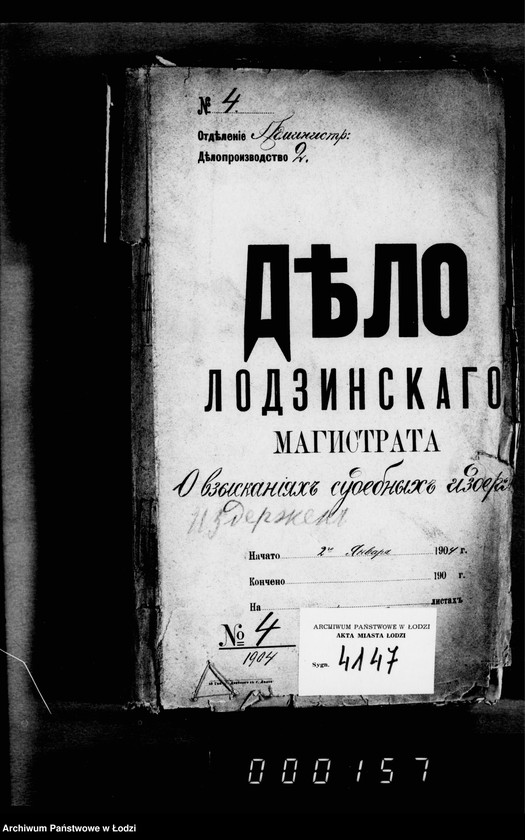 № 4.
Отдѣленіе Администр:
Дѣлопроизводство 2.
ДѢЛО
ЛОДЗИНСКАГО
МАГИСТРАТА
О взысканіяхъ судебныхъ издерж
издержекъ
Начато 2го Января 1904 г.
Кончено 190 г.
На листахъ
№ 4
1904
ARCHIWUM PAŃSTWOWE W ŁODZI
AKTA MIASTA ŁODZI
Sygn. 4147
000157
Archiwum Państwowe w Łodzi